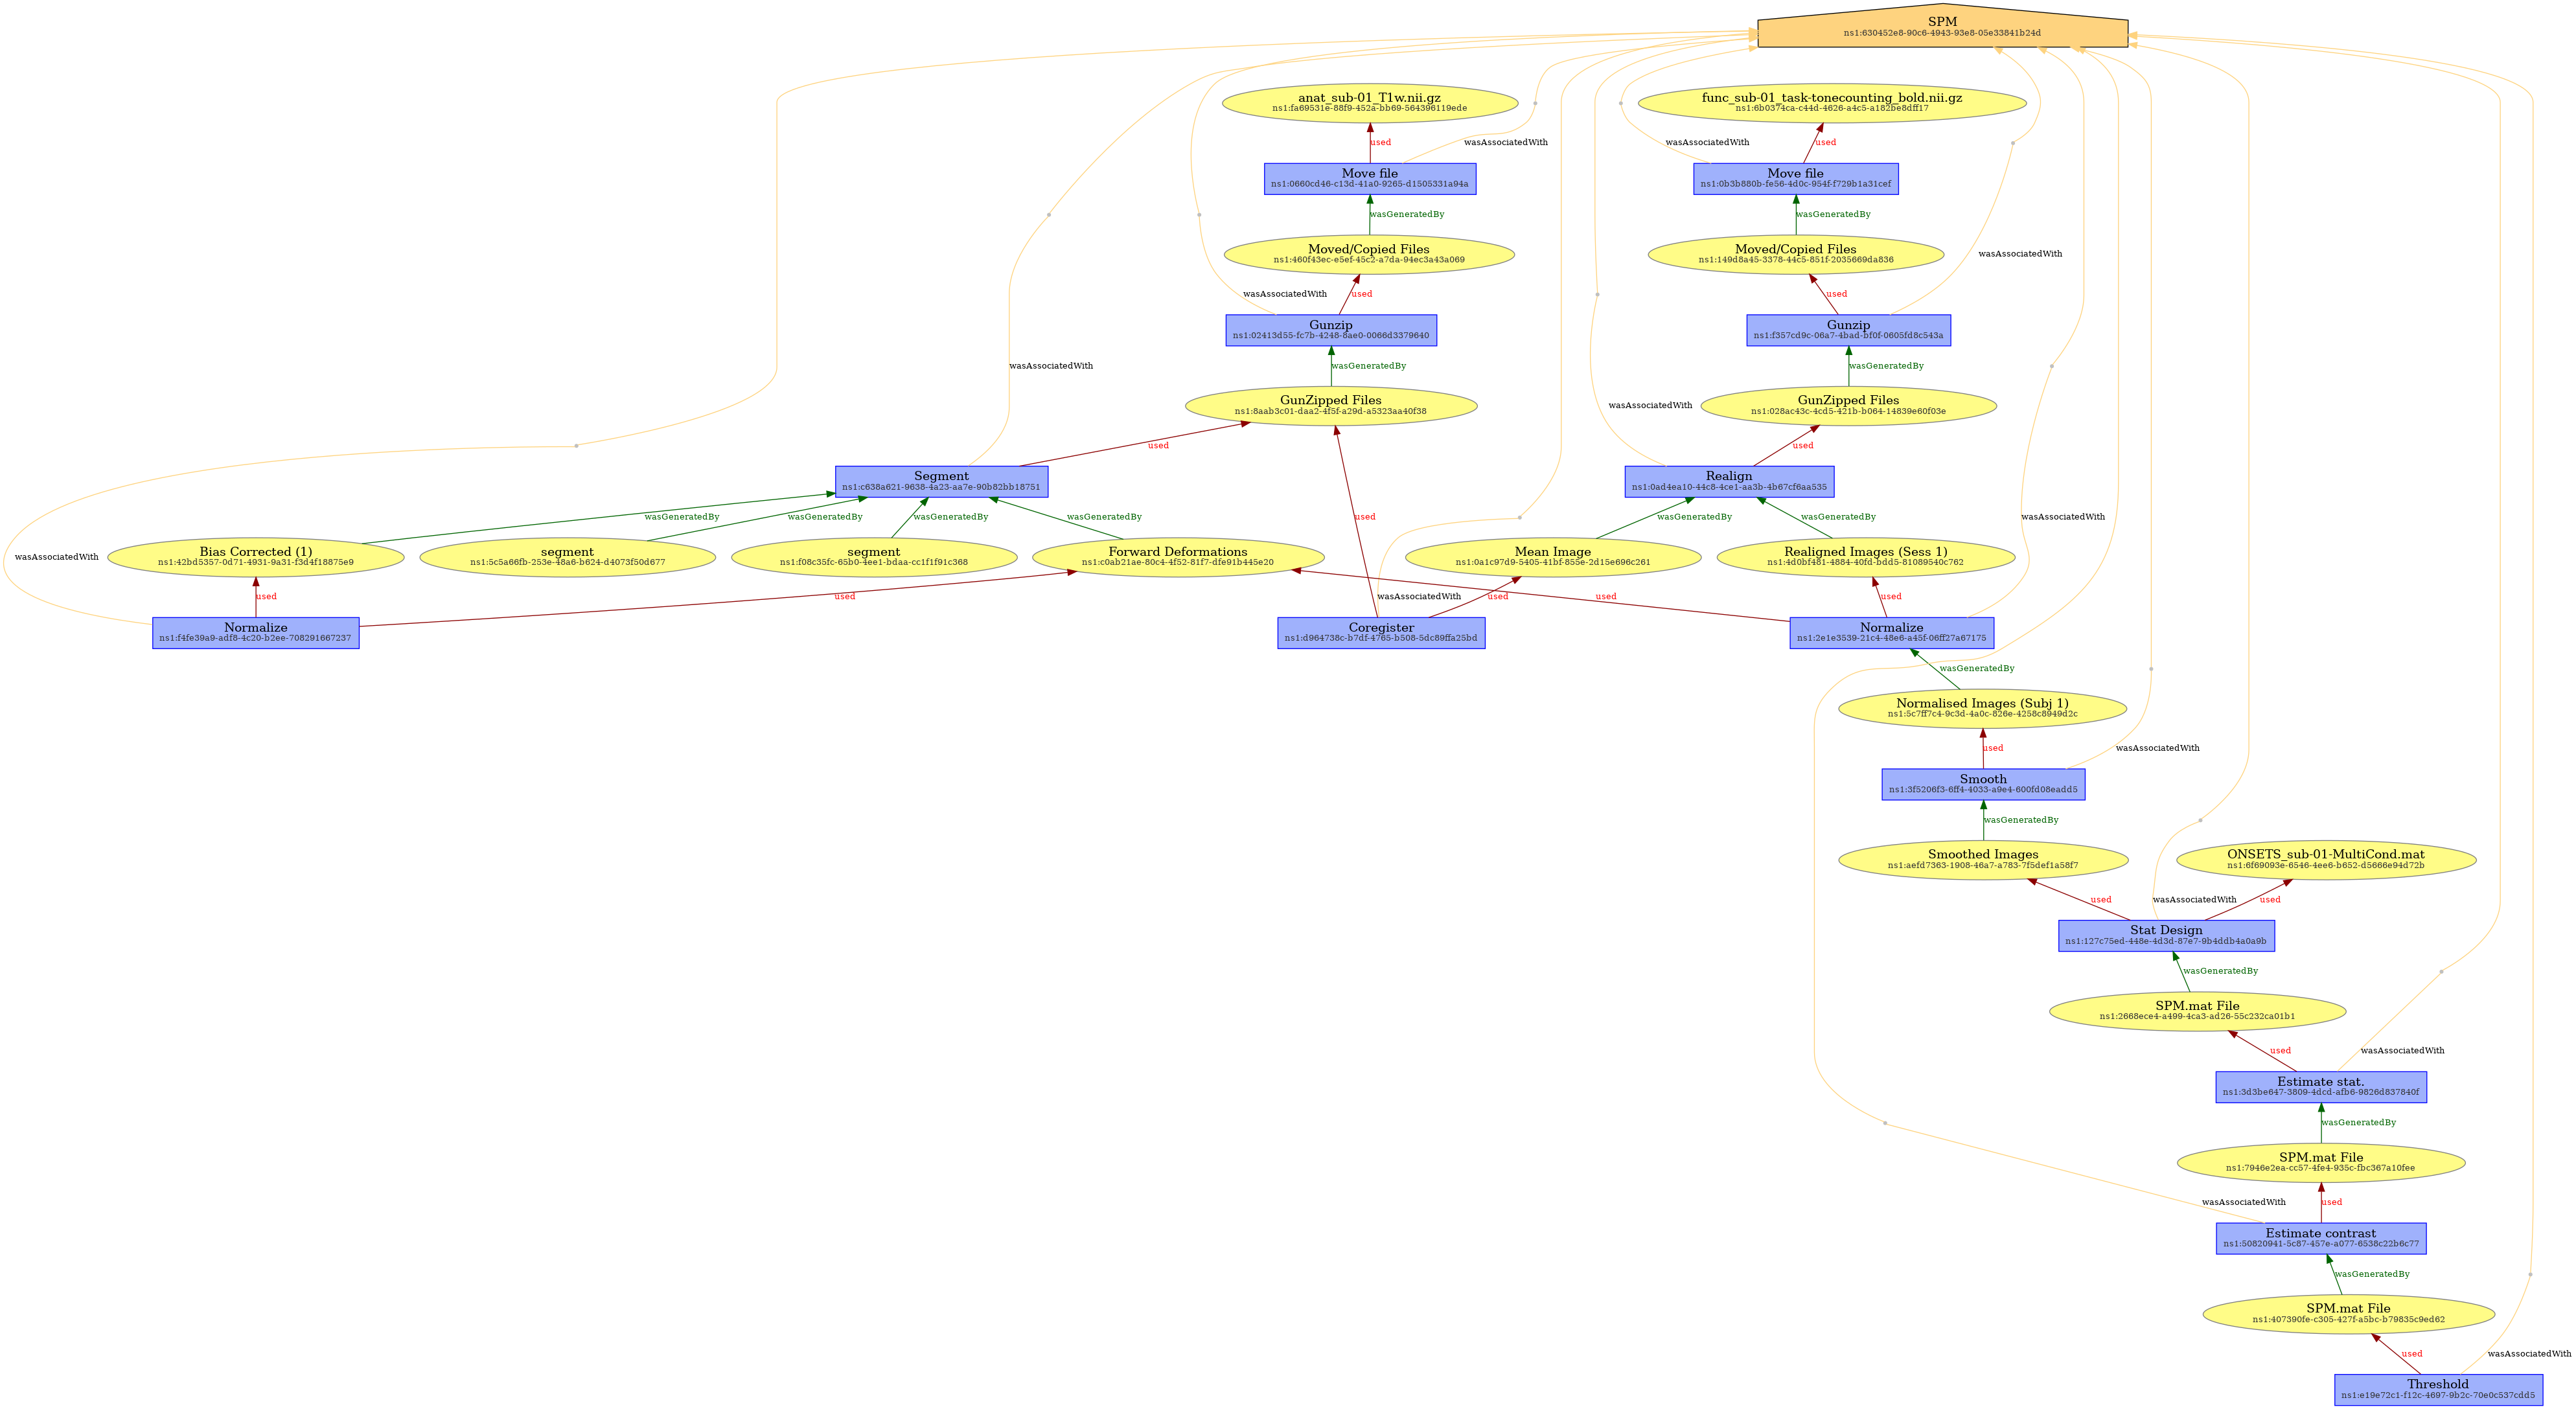 SPM
ns1:630452e8-90c6-4943-93e8-05e33841b24d
anat_sub-01_T1w.nii.gz
ns1:fa69531e-88f9-452a-bb69-564396119ede
func_sub-01_task-tonecounting_bold.nii.gz
ns1:6b0374ca-c44d-4626-a4c5-a182be8dff17
used
wasAssociatedWith
wasAssociatedWith
used
Move file
ns1:0660cd46-c13d-41a0-9265-d1505331a94a
Move file
ns1:0b3b880b-fe56-4d0c-954f-f729b1a31cef
wasGeneratedBy
wasGeneratedBy
Moved/Copied Files
ns1:460f43ec-e5ef-45c2-a7da-94ec3a43a069
Moved/Copied Files
ns1:149d8a45-3378-44c5-851f-2035669da836
wasAssociatedWith
wasAssociatedWith
used
used
Gunzip
ns1:02413d55-fc7b-4248-8ae0-0066d3379640
Gunzip
ns1:f357cd9c-06a7-4bad-bf0f-0605fd8c543a
wasAssociatedWith
wasGeneratedBy
wasGeneratedBy
GunZipped Files
ns1:8aab3c01-daa2-4f5f-a29d-a5323aa40f38
wasAssociatedWith
GunZipped Files
ns1:028ac43c-4cd5-421b-b064-14839e60f03e
used
used
Segment
ns1:c638a621-9638-4a23-aa7e-90b82bb18751
Realign
ns1:0ad4ea10-44c8-4ce1-aa3b-4b67cf6aa535
wasGeneratedBy
wasGeneratedBy
wasGeneratedBy
wasGeneratedBy
used
wasGeneratedBy
wasGeneratedBy
wasAssociatedWith
wasAssociatedWith
Bias Corrected (1)
ns1:42bd5357-0d71-4931-9a31-f3d4f18875e9
segment
ns1:5c5a66fb-253e-48a6-b624-d4073f50d677
segment
ns1:f08c35fc-65b0-4ee1-bdaa-cc1f1f91c368
Forward Deformations
ns1:c0ab21ae-80c4-4f52-81f7-dfe91b445e20
Mean Image
ns1:0a1c97d9-5405-41bf-855e-2d15e696c261
Realigned Images (Sess 1)
ns1:4d0bf481-4884-40fd-bdd5-81089540c762
used
used
wasAssociatedWith
used
used
used
Normalize
ns1:f4fe39a9-adf8-4c20-b2ee-708291667237
Coregister
ns1:d964738c-b7df-4765-b508-5dc89ffa25bd
Normalize
ns1:2e1e3539-21c4-48e6-a45f-06ff27a67175
wasGeneratedBy
Normalised Images (Subj 1)
ns1:5c7ff7c4-9c3d-4a0c-826e-4258c8949d2c
used
wasAssociatedWith
Smooth
ns1:3f5206f3-6ff4-4033-a9e4-600fd08eadd5
wasGeneratedBy
Smoothed Images
ns1:aefd7363-1908-46a7-a783-7f5def1a58f7
ONSETS_sub-01-MultiCond.mat
ns1:6f69093e-6546-4ee6-b652-d5666e94d72b
used
wasAssociatedWith
used
Stat Design
ns1:127c75ed-448e-4d3d-87e7-9b4ddb4a0a9b
wasGeneratedBy
SPM.mat File
ns1:2668ece4-a499-4ca3-ad26-55c232ca01b1
used
wasAssociatedWith
Estimate stat.
ns1:3d3be647-3809-4dcd-afb6-9826d837840f
wasGeneratedBy
SPM.mat File
ns1:7946e2ea-cc57-4fe4-935c-fbc367a10fee
wasAssociatedWith
used
Estimate contrast
ns1:50820941-5c87-457e-a077-6538c22b6c77
wasGeneratedBy
SPM.mat File
ns1:407390fe-c305-427f-a5bc-b79835c9ed62
used
wasAssociatedWith
Threshold
ns1:e19e72c1-f12c-4697-9b2c-70e0c537cdd5